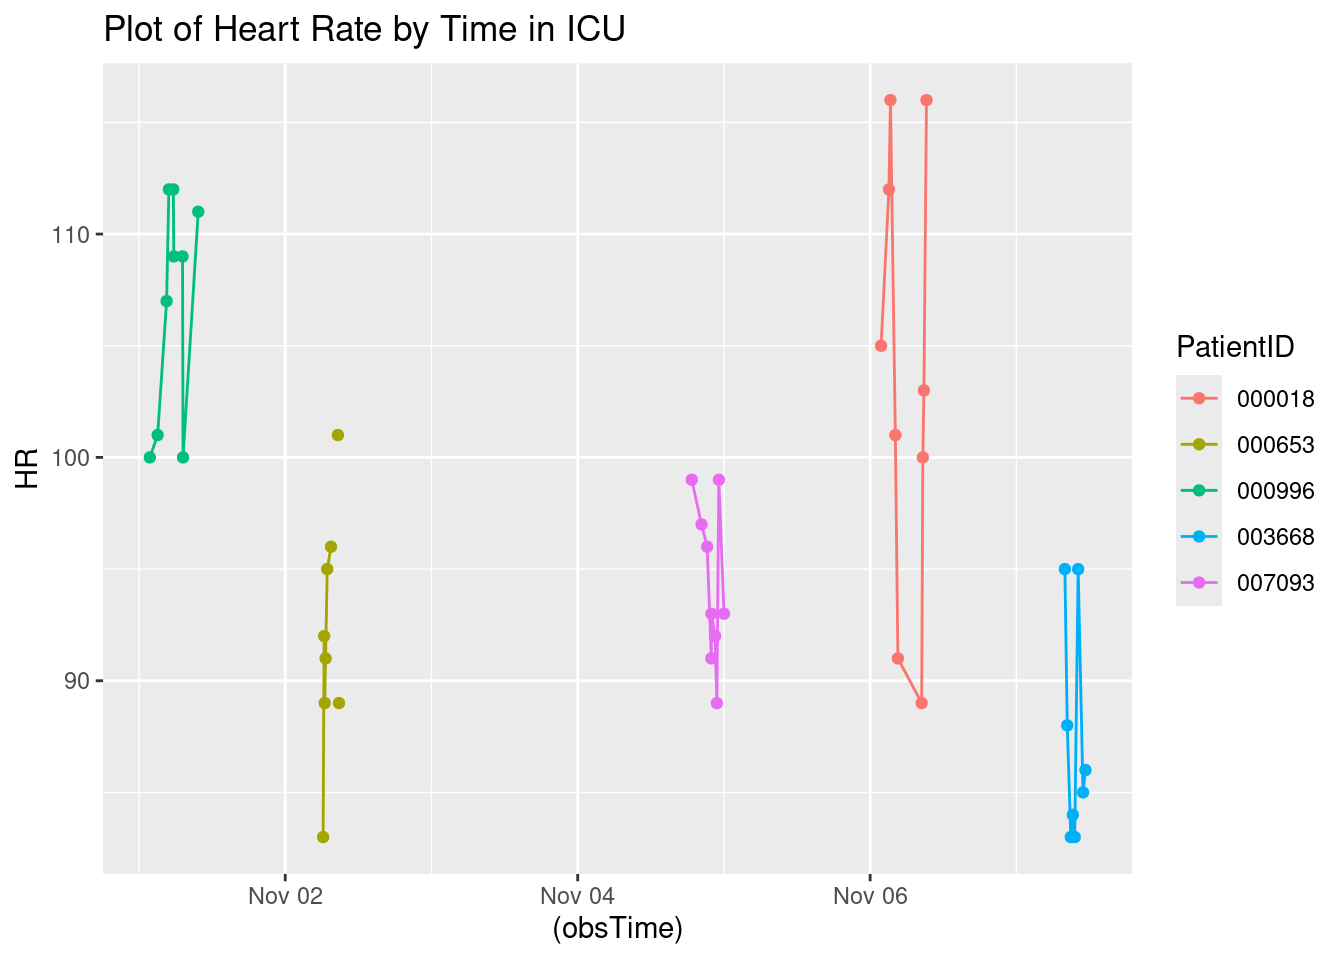 Plot of Heart Rate by Time in ICU
110
100
90
HR
Nov 02
Nov 04
Nov 06
(obsTime)
PatientID
000018
000653
000996
003668
007093